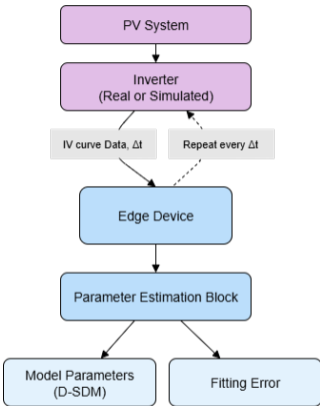 PV System
Inverter
(Real or Simulated)
IV curve Data, Δt
Repeat every Δt
Edge Device
Parameter Estimation Block
Model Parameters
(D-SDM)
Fitting Error